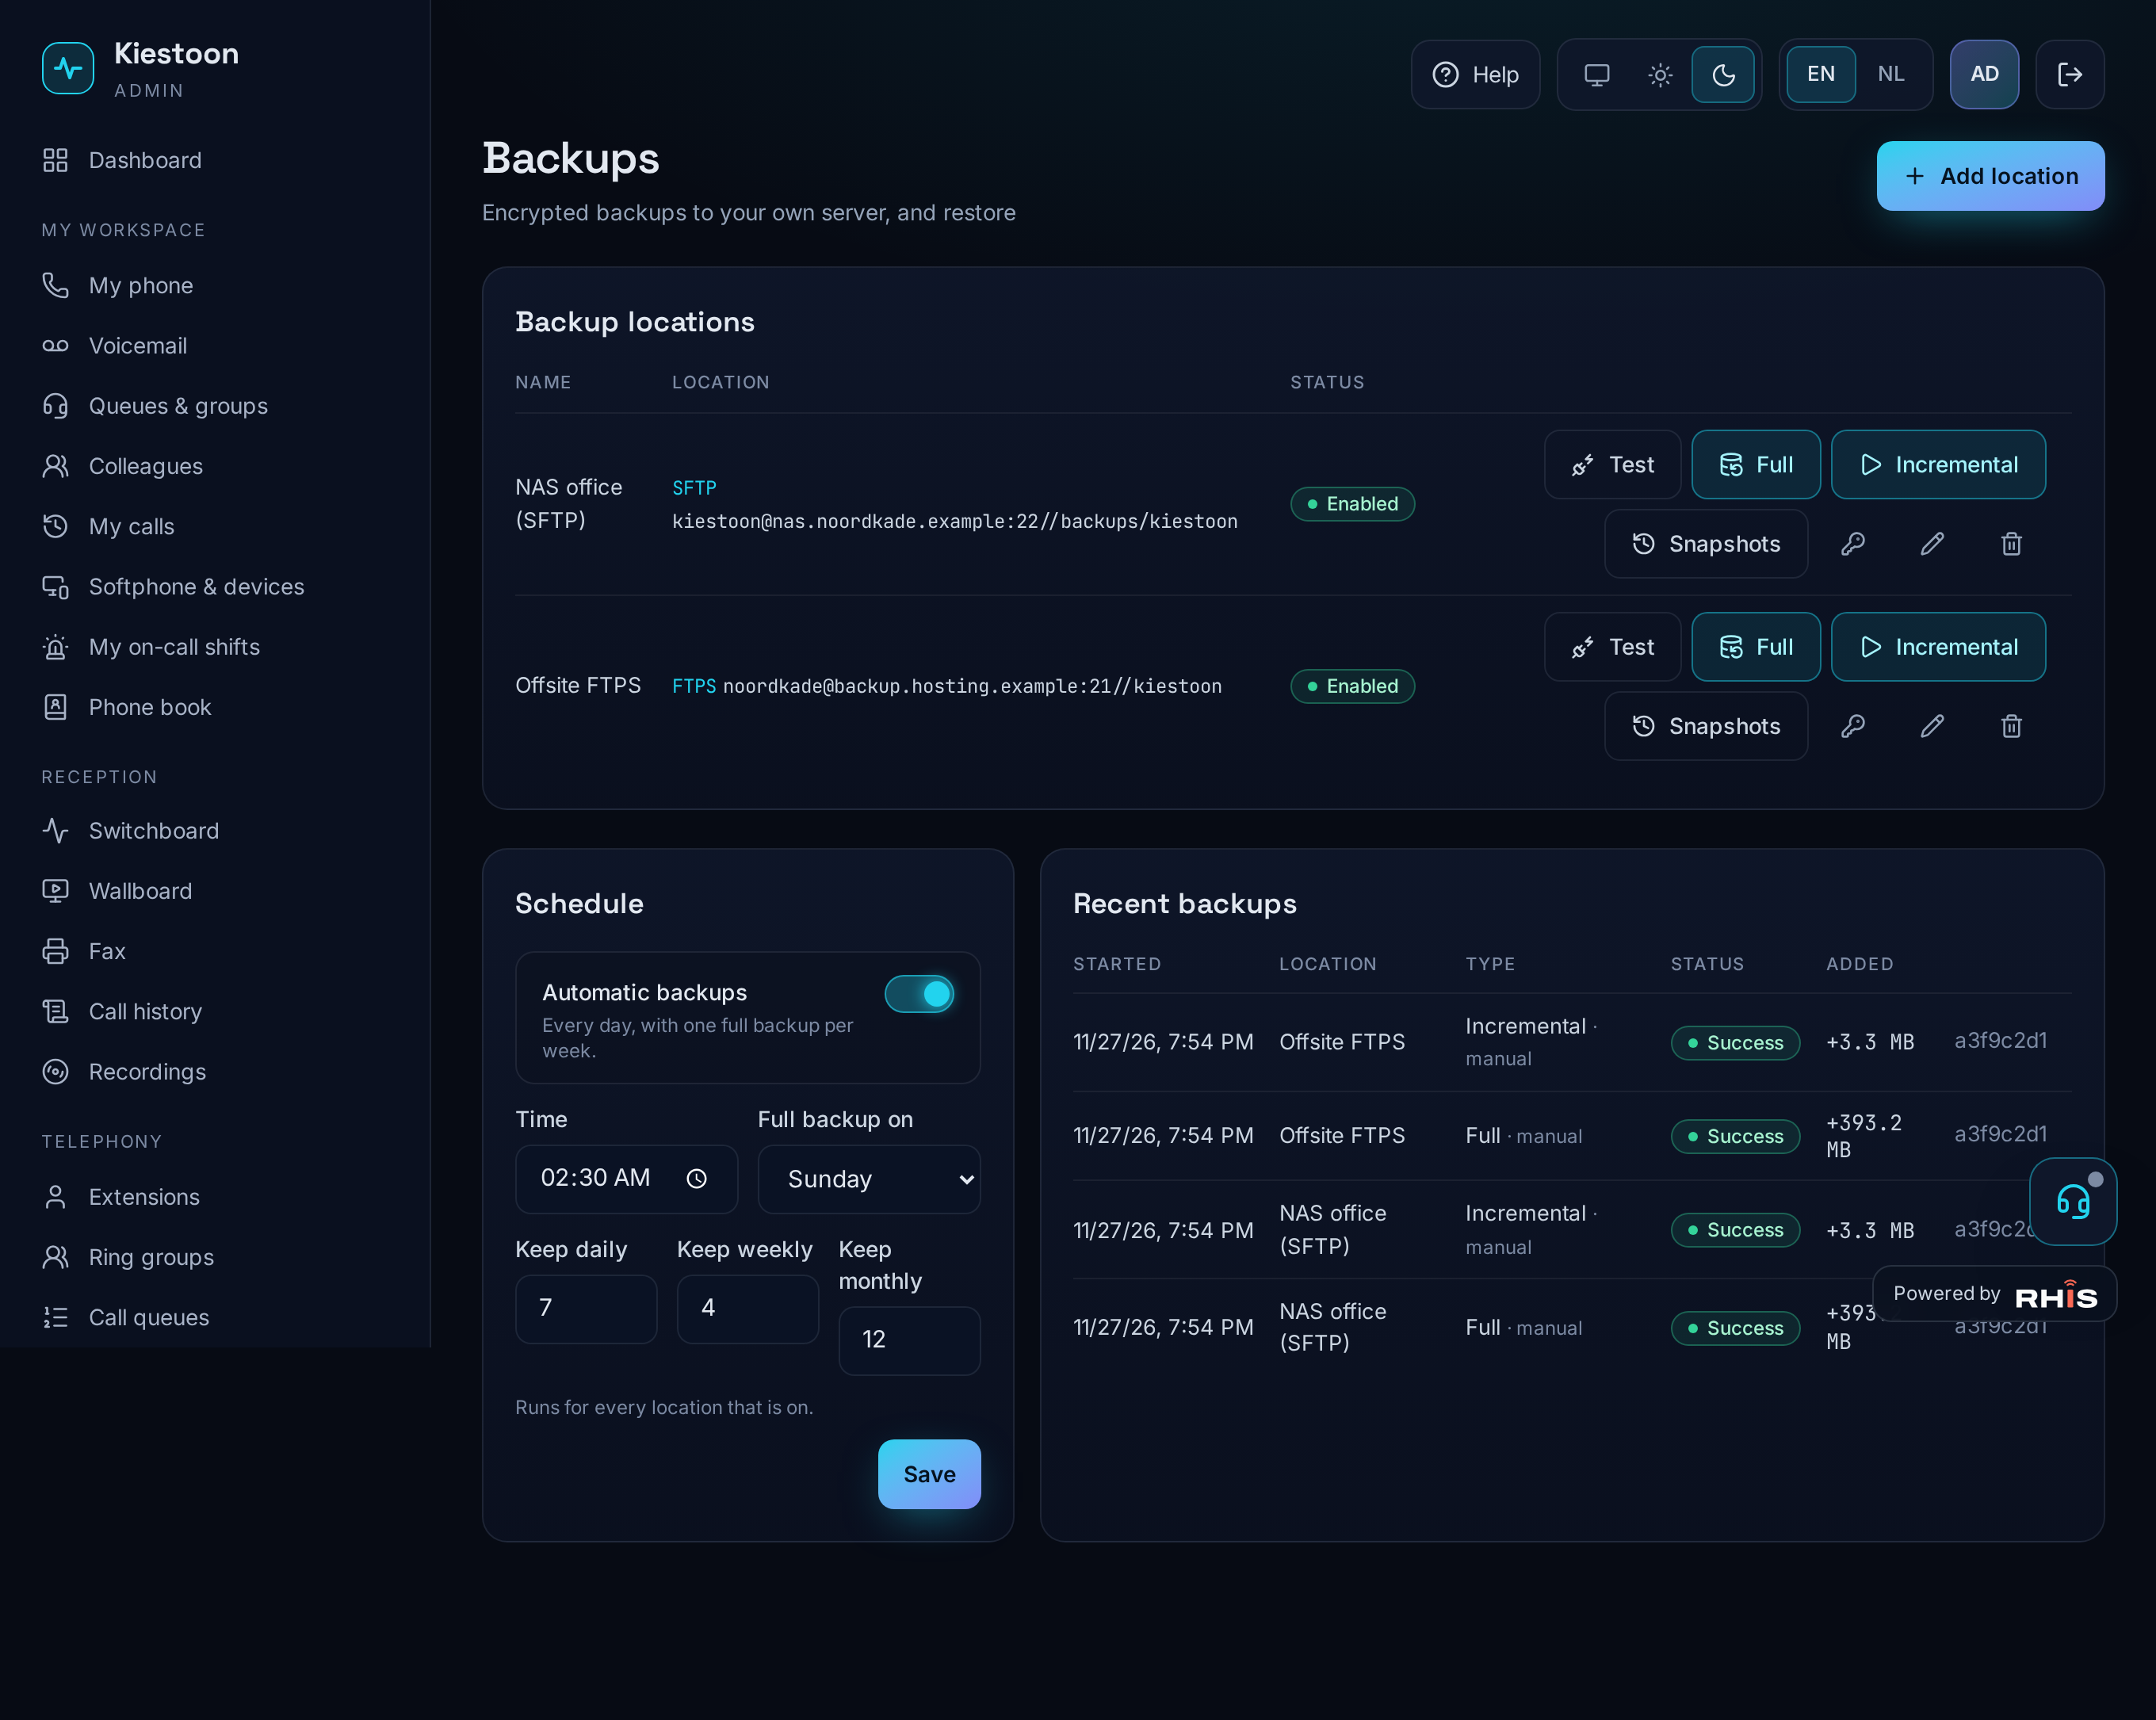 Kiestoon
ADMIN
Dashboard
MY WORKSPACE
My phone
Voicemail
Queues & groups
Colleagues
My calls
Softphone & devices
My on-call shifts
Phone book
RECEPTION
Switchboard
Wallboard
Fax
Call history
Recordings
TELEPHONY
Extensions
Ring groups
Call queues
Help
EN NL
AD
Backups
Encrypted backups to your own server, and restore
Add location
Backup locations
NAME LOCATION STATUS
NAS office
(SFTP)
SFTP
kiestoon@nas.noordkade.example:22//backups/kiestoon
Enabled
Test Full Incremental
Snapshots
Offsite FTPS
FTPS noordkade@backup.hosting.example:21//kiestoon
Enabled
Test Full Incremental
Snapshots
Schedule
Automatic backups
Every day, with one full backup per
week.
Time Full backup on
02:30 AM Sunday
Keep daily Keep weekly Keep
monthly
7 4 12
Runs for every location that is on.
Save
Recent backups
STARTED LOCATION TYPE STATUS ADDED
11/27/26, 7:54 PM Offsite FTPS Incremental ·
manual
Success +3.3 MB a3f9c2d1
11/27/26, 7:54 PM Offsite FTPS Full · manual Success +393.2
MB
a3f9c2d1
11/27/26, 7:54 PM NAS office
(SFTP)
Incremental ·
manual
Success +3.3 MB
11/27/26, 7:54 PM NAS office
(SFTP)
Full · manual Success
MB
a3f9c2d1
Powered by RHiS